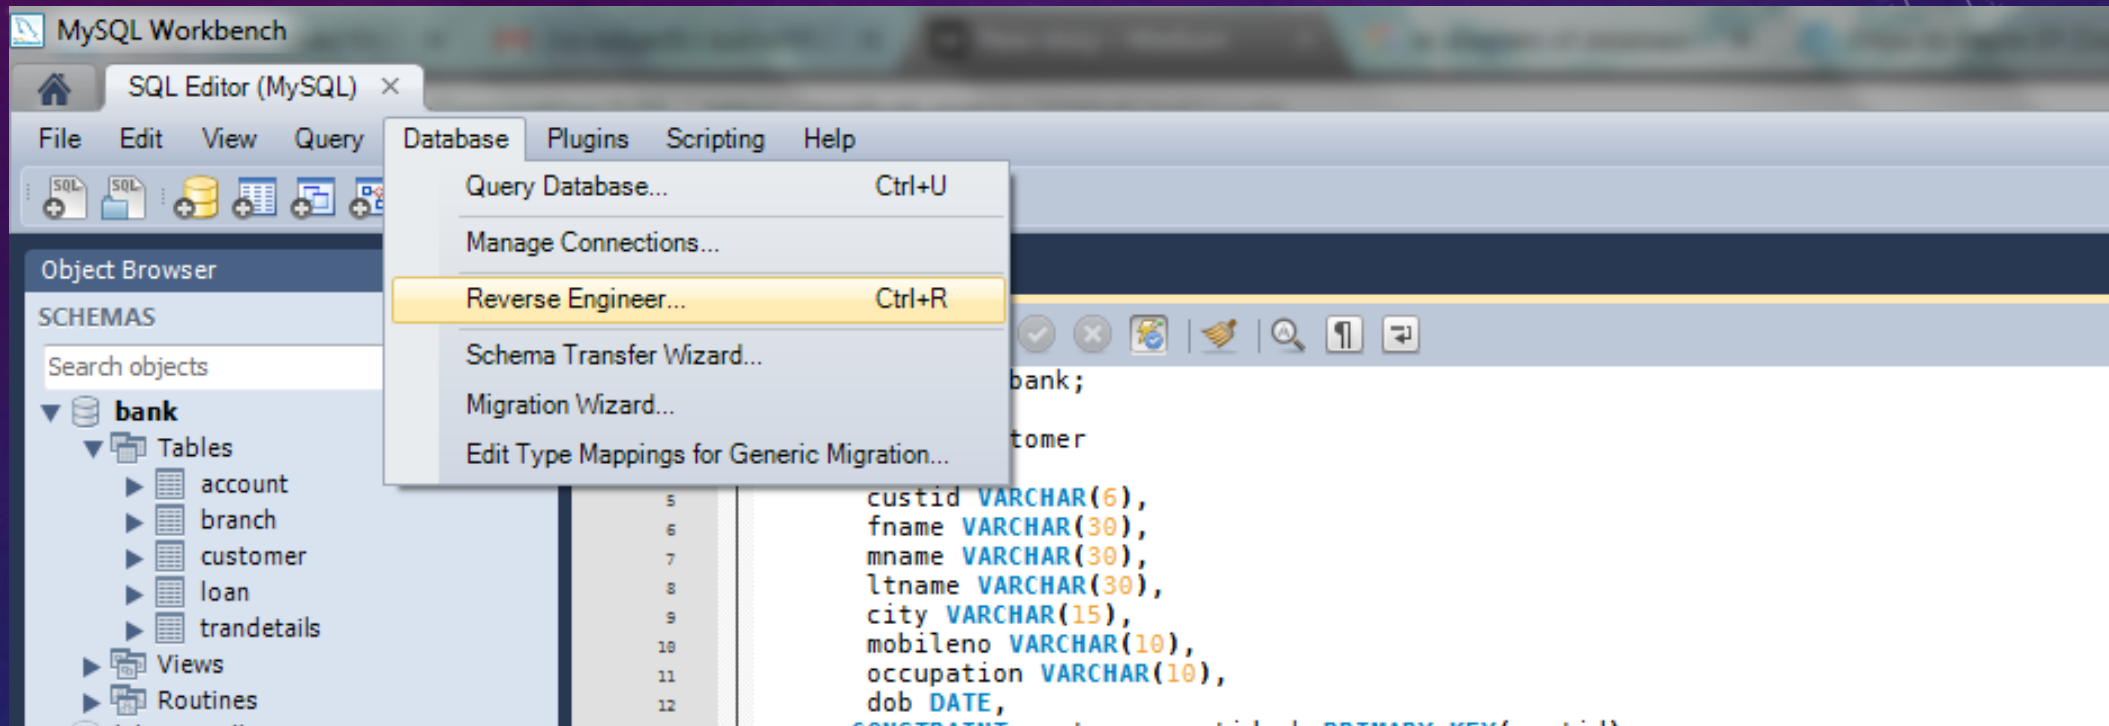 MySQL Workbench
SQL Editor (MySQL)
File Edit View Query Database Plugins Scripting Help
SQL SQL
Query Database... Ctrl+U
Manage Connections...
Reverse Engineer... Ctrl+R
Schema Transfer Wizard...
Migration Wizard...
Edit Type Mappings for Generic Migration...
Object Browser
SCHEMAS
Search objects
bank
Tables
account
branch
customer
loan
trandetails
Views
Routines
bank;
tomer
5 custid VARCHAR(6),
6 fname VARCHAR(30),
7 mname VARCHAR(30),
8 ltname VARCHAR(30),
9 city VARCHAR(15),
10 mobileno VARCHAR(10),
11 occupation VARCHAR(10),
12 dob DATE,